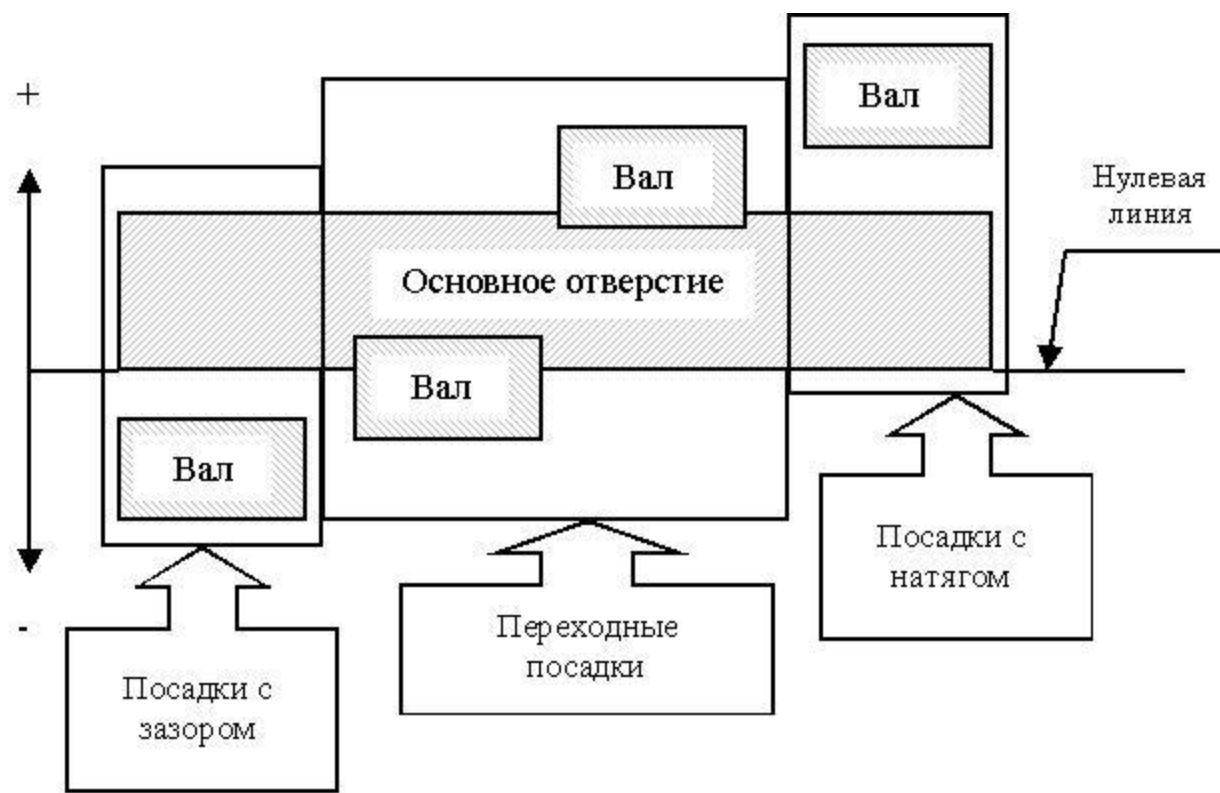 +
Вал
Вал
Нулевая
линия
Основное отверстие
Вал
Вал
Посадки с
натягом
-
Переходные
посадки
Посадки с
зазором